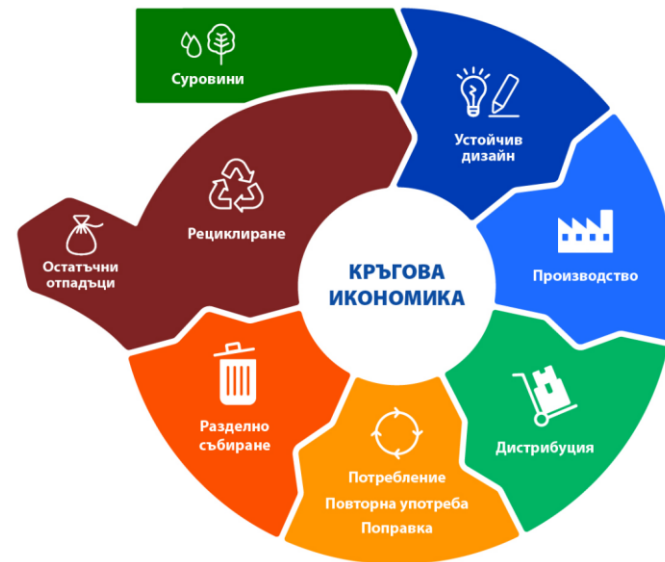 Суровини
Устойчив
дизайн
Производство
Дистрибуция
Потребление
Повторна употреба
Поправка
Разделно
събиране
Рециклиране
Остатъчни
отпадъци
КРЪГОВА
ИКОНОМИКА